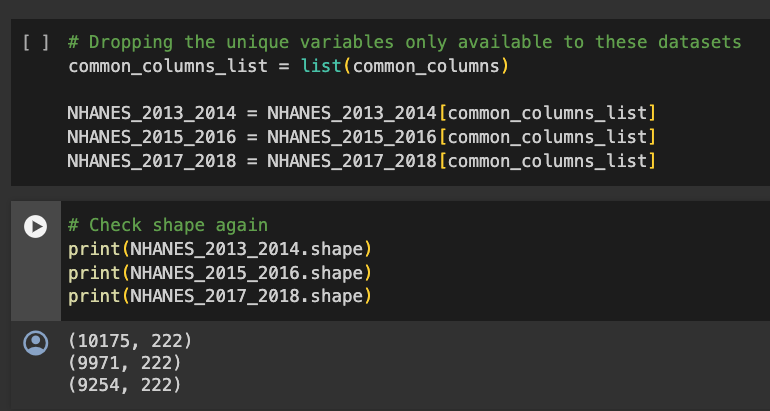 [ ] # Dropping the unique variables only available to these datasets
common_columns_list = list(common_columns)
NHANES_2013_2014 = NHANES_2013_2014[common_columns_list]
NHANES_2015_2016 = NHANES_2015_2016[common_columns_list]
NHANES_2017_2018 = NHANES_2017_2018[common_columns_list]
# Check shape again
print(NHANES_2013_2014.shape)
print(NHANES_2015_2016.shape)
print(NHANES_2017_2018.shape)
(10175, 222)
(9971, 222)
(9254, 222)